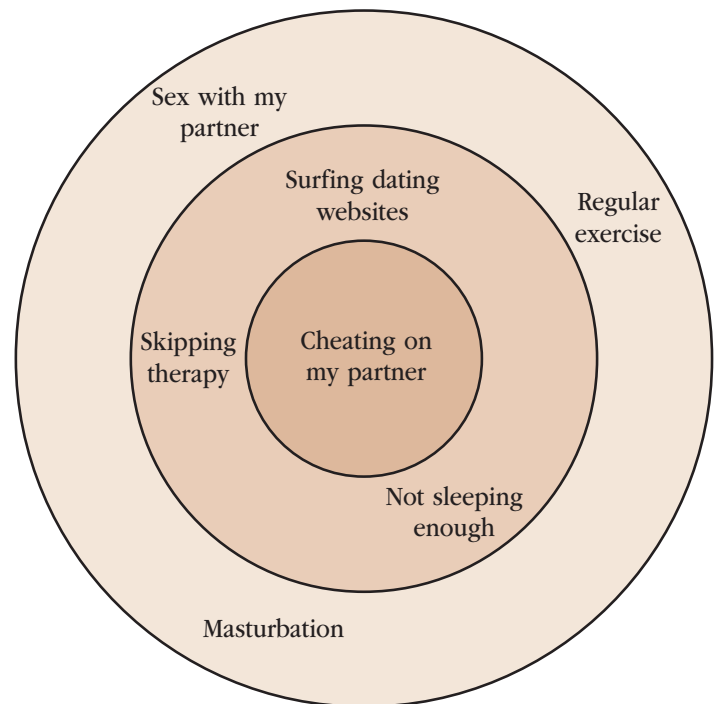 Sex with my
partner
Surfing dating
websites
Regular
exercise
Skipping
therapy
Cheating on
my partner
Not sleeping
enough
Masturbation